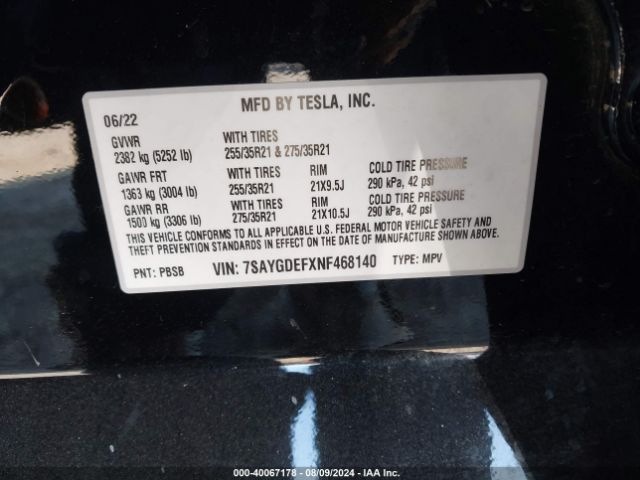 MFD BY TESLA, INC.
06/22
GVWR WITH TIRES
2382 kg (5252 lb) 255/35R21 & 275/35R21
GAWR FRT WITH TIRES RIM COLD TIRE PRESSURE
1363 kg (3004 lb) 255/35R21 21X9.5J 290 kPa, 42 psi
GAWR RR WITH TIRES RIM COLD TIRE PRESSURE
1500 kg (3306 lb) 275/35R21 21X10.5J 290 kPa, 42 psi
THIS VEHICLE CONFORMS TO ALL APPLICABLE U.S. FEDERAL MOTOR VEHICLE SAFETY AND
THEFT PREVENTION STANDARDS IN EFFECT ON THE DATE OF MANUFACTURE SHOWN ABOVE.
PNT: PBSB VIN: 7SAYGDEFXNF468140 TYPE: MPV
000-40067178 - 08/09/2024 - IAA Inc.